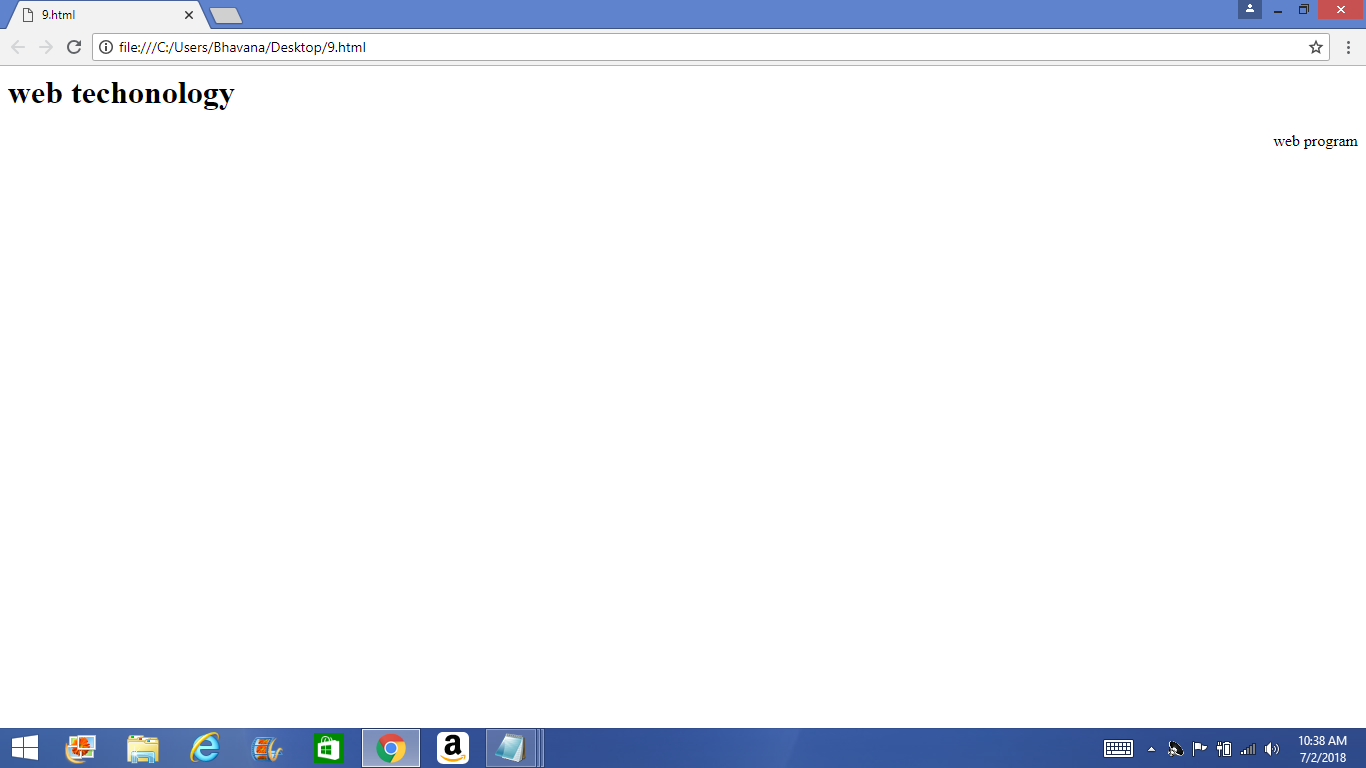 9.html
file:///C:/Users/Bhavana/Desktop/9.html
web techonology
web program
a
10:38 AM
7/2/2018